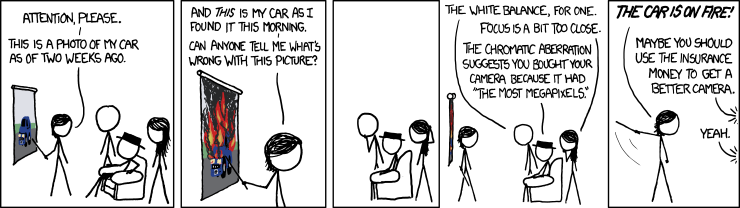 ATTENTION, PLEASE.
THIS IS A PHOTO OF MY CAR
AS OF TWO WEEKS AGO.
AND THIS IS MY CAR AS I
FOUND IT THIS MORNING.
CAN ANYONE TELL ME WHAT'S
WRONG WITH THIS PICTURE?
THE WHITE BALANCE, FOR ONE.
FOCUS IS A BIT TOO CLOSE.
THE CHROMATIC ABERRATION
SUGGESTS YOU BOUGHT YOUR
CAMERA BECAUSE IT HAD
"THE MOST MEGAPIXELS."
THE CAR IS ON FIRE!
MAYBE YOU SHOULD
USE THE INSURANCE
MONEY TO GET A
BETTER CAMERA.
YEAH.